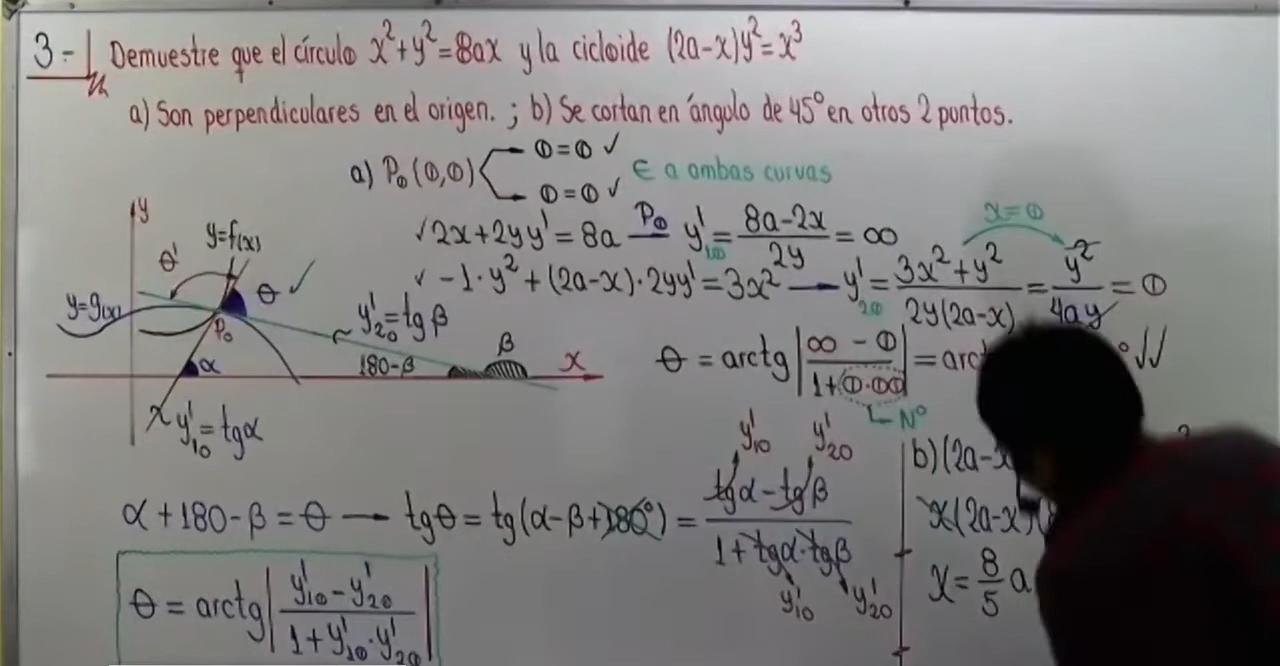 3-| Demuestre que el círculo x²+y²=8ax y la cicloide (2a-x)y²=x³
a) Son perpendiculares en el origen. ; b) Se cortan en ángulo de 45° en otros 2 puntos.
a) P₀(0,0)
0=0 ✓
0=0 ✓
∈ a ambas curvas
✓ 2x+2yy'=8a
P₀
y'₁₀=(8a-2x)/(2y)=∞
x=0
✓ -1·y²+(2a-x)·2yy'=3x² → y'₂₀=(3x²+y²)/(2y(2a-x))=y²/(4ay)=0
y
y=f(x)
θ'
θ ✓
y=g(x)
P₀
y'₂₀=tgβ
α
180-β
β
x
y'₁₀=tgα
θ=arctg|(∞-0)/(1+0·∞)|=arc ° ✓✓
N°
y'₁₀ y'₂₀
α+180-β=θ → tgθ=tg(α-β+180°)=(tgα-tgβ)/(1+tgα·tgβ)
y'₁₀ y'₂₀
θ=arctg|(y'₁₀-y'₂₀)/(1+y'₁₀·y'₂₀)|
b)(2a-x
x(2a-x)(
x=8/5 a